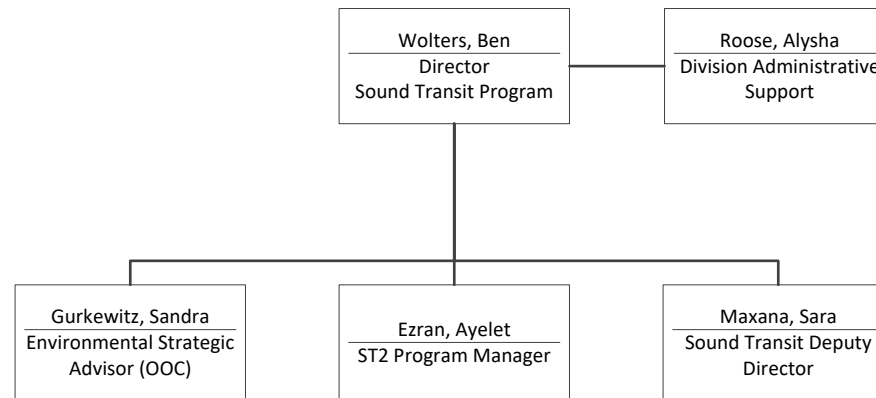 Wolters, Ben
Director
Sound Transit Program
Roose, Alysha
Division Administrative
Support
Gurkewitz, Sandra
Environmental Strategic
Advisor (OOC)
Ezran, Ayelet
ST2 Program Manager
Maxana, Sara
Sound Transit Deputy
Director